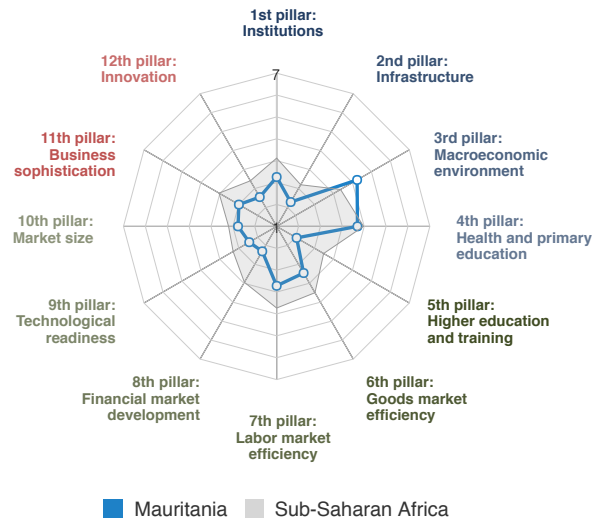 1st pillar:
Institutions
2nd pillar:
Infrastructure
3rd pillar:
Macroeconomic
environment
4th pillar:
Health and primary
education
5th pillar:
Higher education
and training
6th pillar:
Goods market
efficiency
7th pillar:
Labor market
efficiency
8th pillar:
Financial market
development
9th pillar:
Technological
readiness
10th pillar:
Market size
11th pillar:
Business
sophistication
12th pillar:
Innovation
7
1
Mauritania
Sub-Saharan Africa